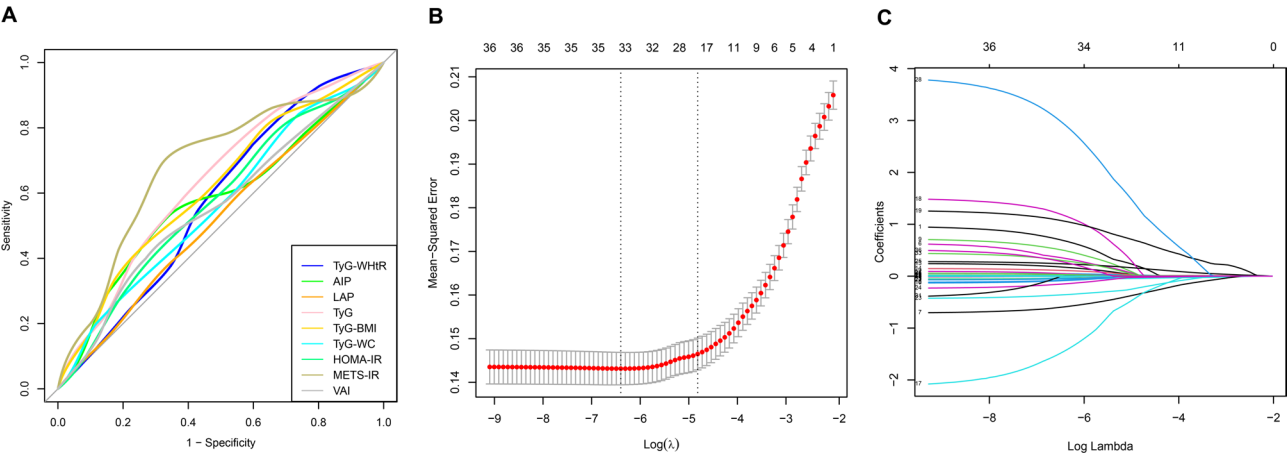 A
Sensitivity
1.0
0.8
0.6
0.4
0.2
0.0
TyG-WHtR
AIP
LAP
TyG
TyG-BMI
TyG-WC
HOMA-IR
METS-IR
VAI
0.0 0.2 0.4 0.6 0.8 1.0
1 − Specificity
B
36 36 35 35 35 33 32 28 17 11 9 6 5 4 1
Mean−Squared Error
0.21
0.20
0.19
0.18
0.17
0.16
0.15
0.14
−9 −8 −7 −6 −5 −4 −3 −2
Log(λ)
C
36 34 11 0
Coefficients
4
3
2
1
0
−1
−2
28
18
19
1
24
7
17
−8 −6 −4 −2
Log Lambda